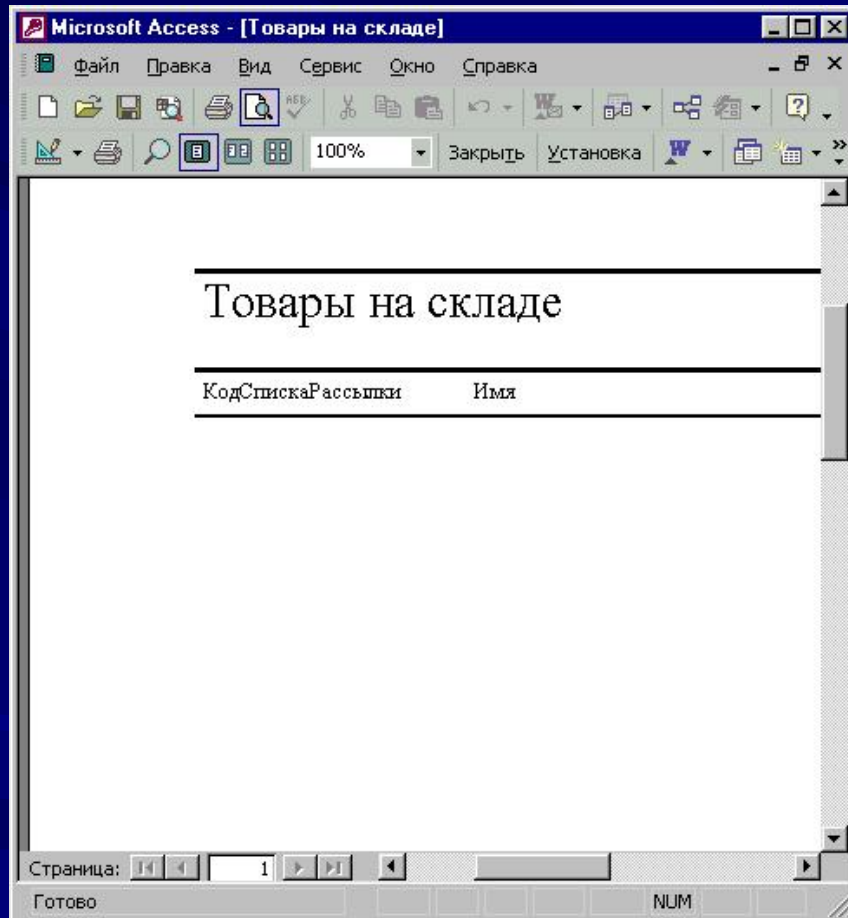 Microsoft Access - [Товары на складе]
Файл Правка Вид Сервис Окно Справка
100% Закрыть Установка
Товары на складе
КодСпискаРассылки Имя
Страница: 1
Готово NUM